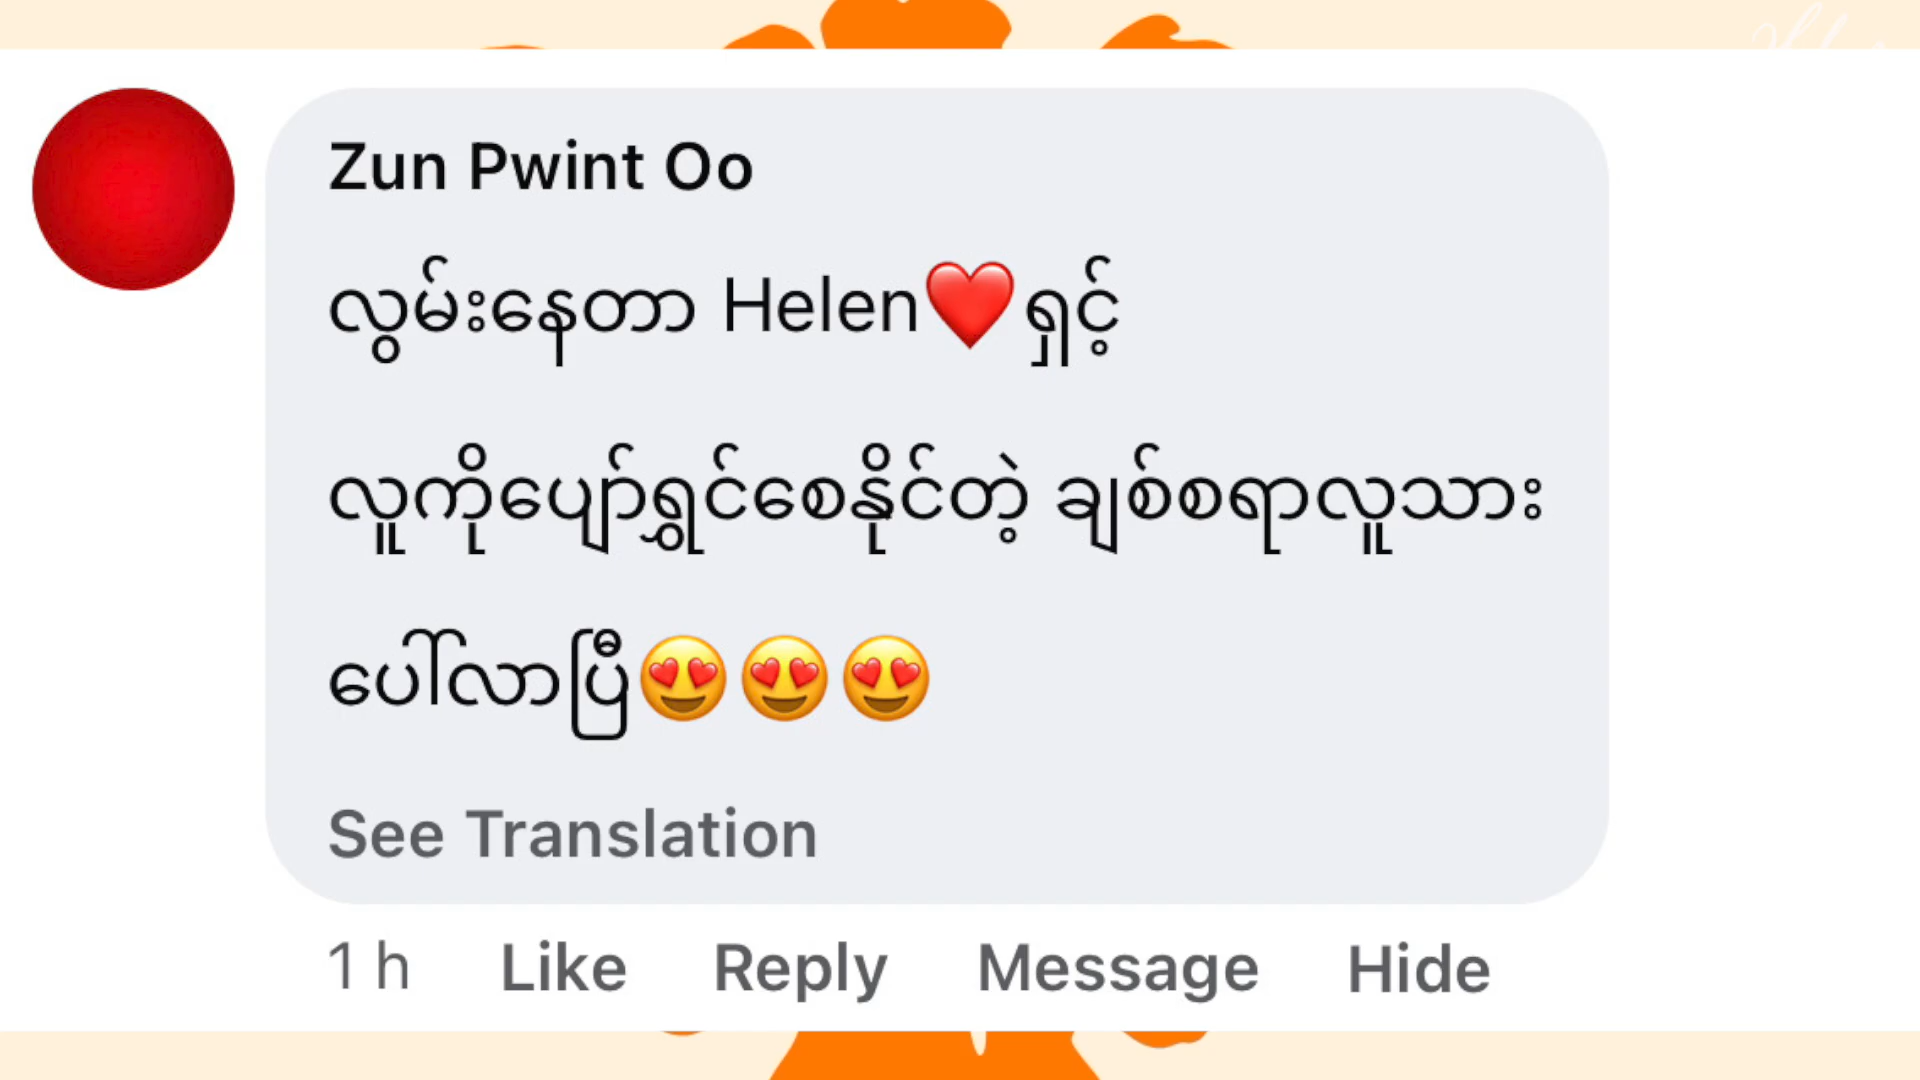 Zun Pwint Oo
လွမ်းနေတာ Helen❤️ရှင့်
လူကိုပျော်ရွှင်စေနိုင်တဲ့ ချစ်စရာလူသား
ပေါ်လာပြီ😍😍😍
See Translation
1 h Like Reply Message Hide